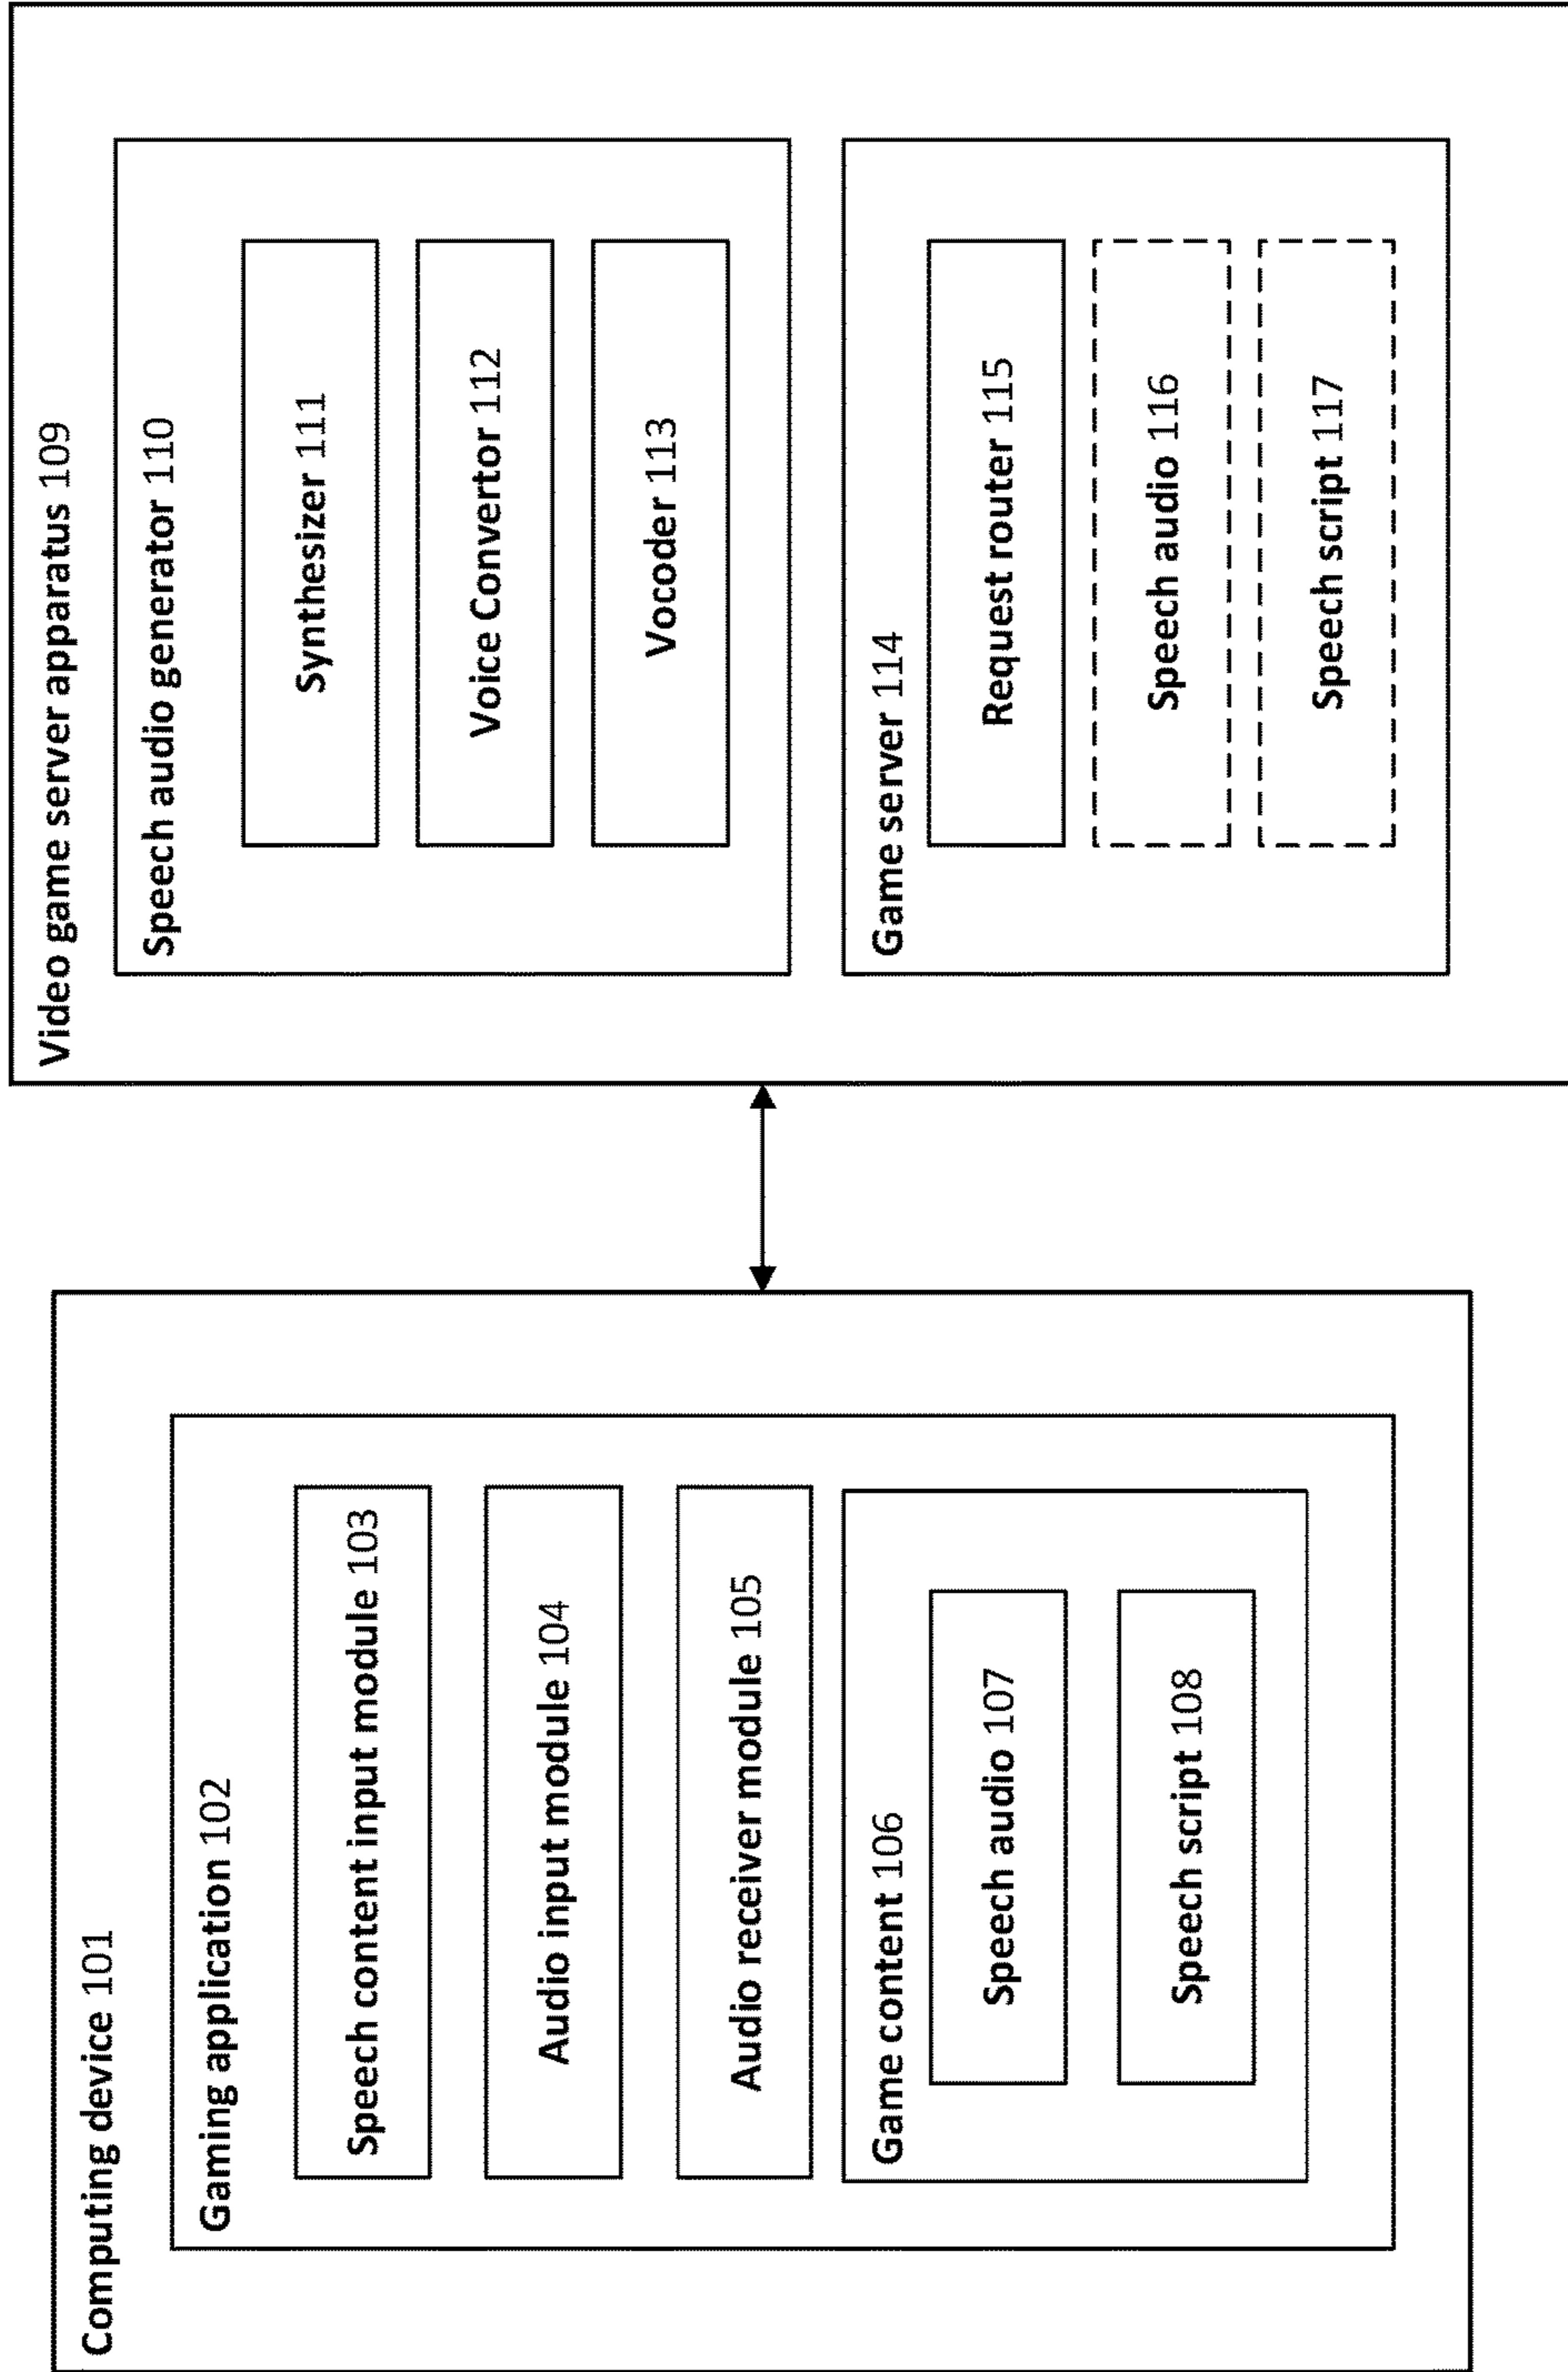 Computing device 101
Gaming application 102
Speech content input module 103
Audio input module 104
Audio receiver module 105
Game content 106
Speech audio 107
Speech script 108
Video game server apparatus 109
Speech audio generator 110
Synthesizer 111
Voice Convertor 112
Vocoder 113
Game server 114
Request router 115
Speech audio 116
Speech script 117